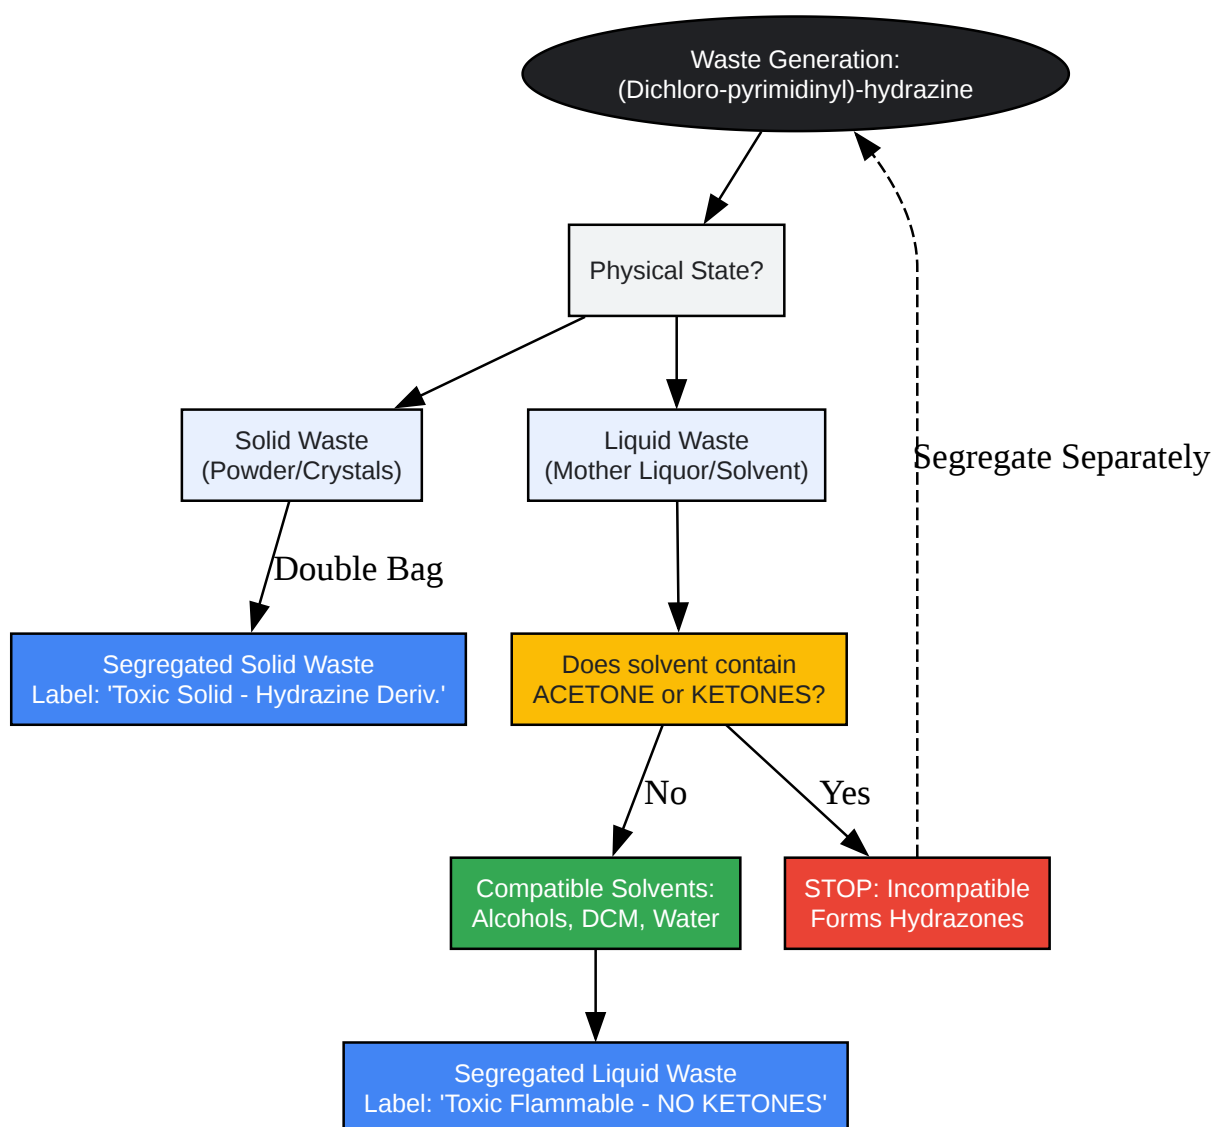 Waste Generation:
(Dichloro-pyrimidinyl)-hydrazine
Physical State?
Solid Waste
(Powder/Crystals)
Liquid Waste
(Mother Liquor/Solvent)
Segregate Separately
Double Bag
Segregated Solid Waste
Label: 'Toxic Solid - Hydrazine Deriv.'
Does solvent contain
ACETONE or KETONES?
No
Yes
Compatible Solvents:
Alcohols, DCM, Water
STOP: Incompatible
Forms Hydrazones
Segregated Liquid Waste
Label: 'Toxic Flammable - NO KETONES'